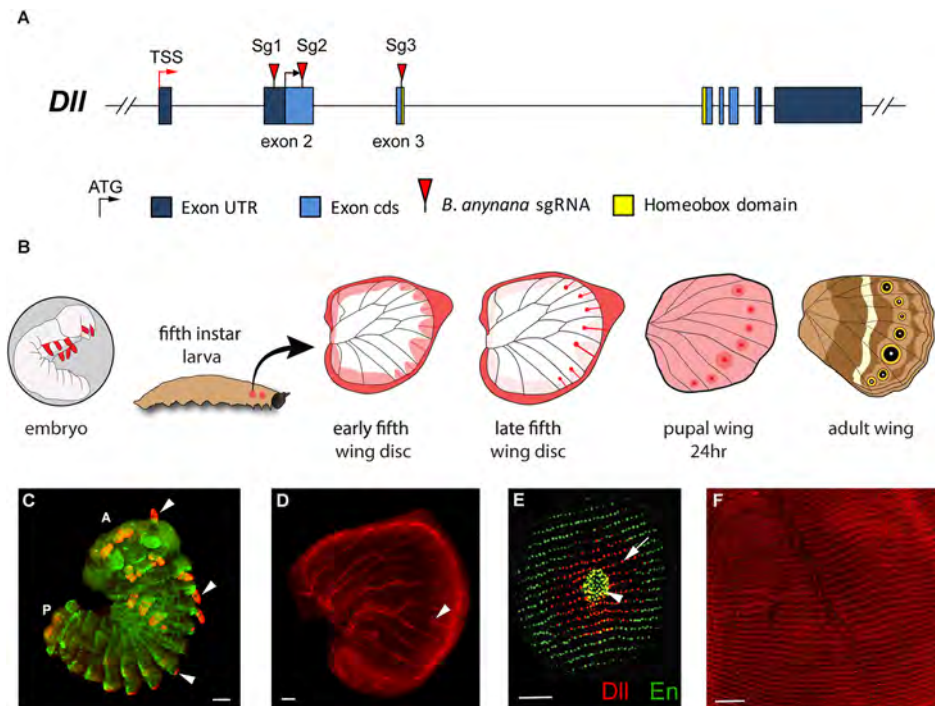 A
TSS
Sg1 Sg2 Sg3
Dll
exon 2 exon 3
ATG
Exon UTR Exon cds B. anynana sgRNA Homeobox domain
B
fifth instar
larva
embryo
early fifth
wing disc
late fifth
wing disc
pupal wing
24hr
adult wing
C
A
P
D
E
Dll En
F